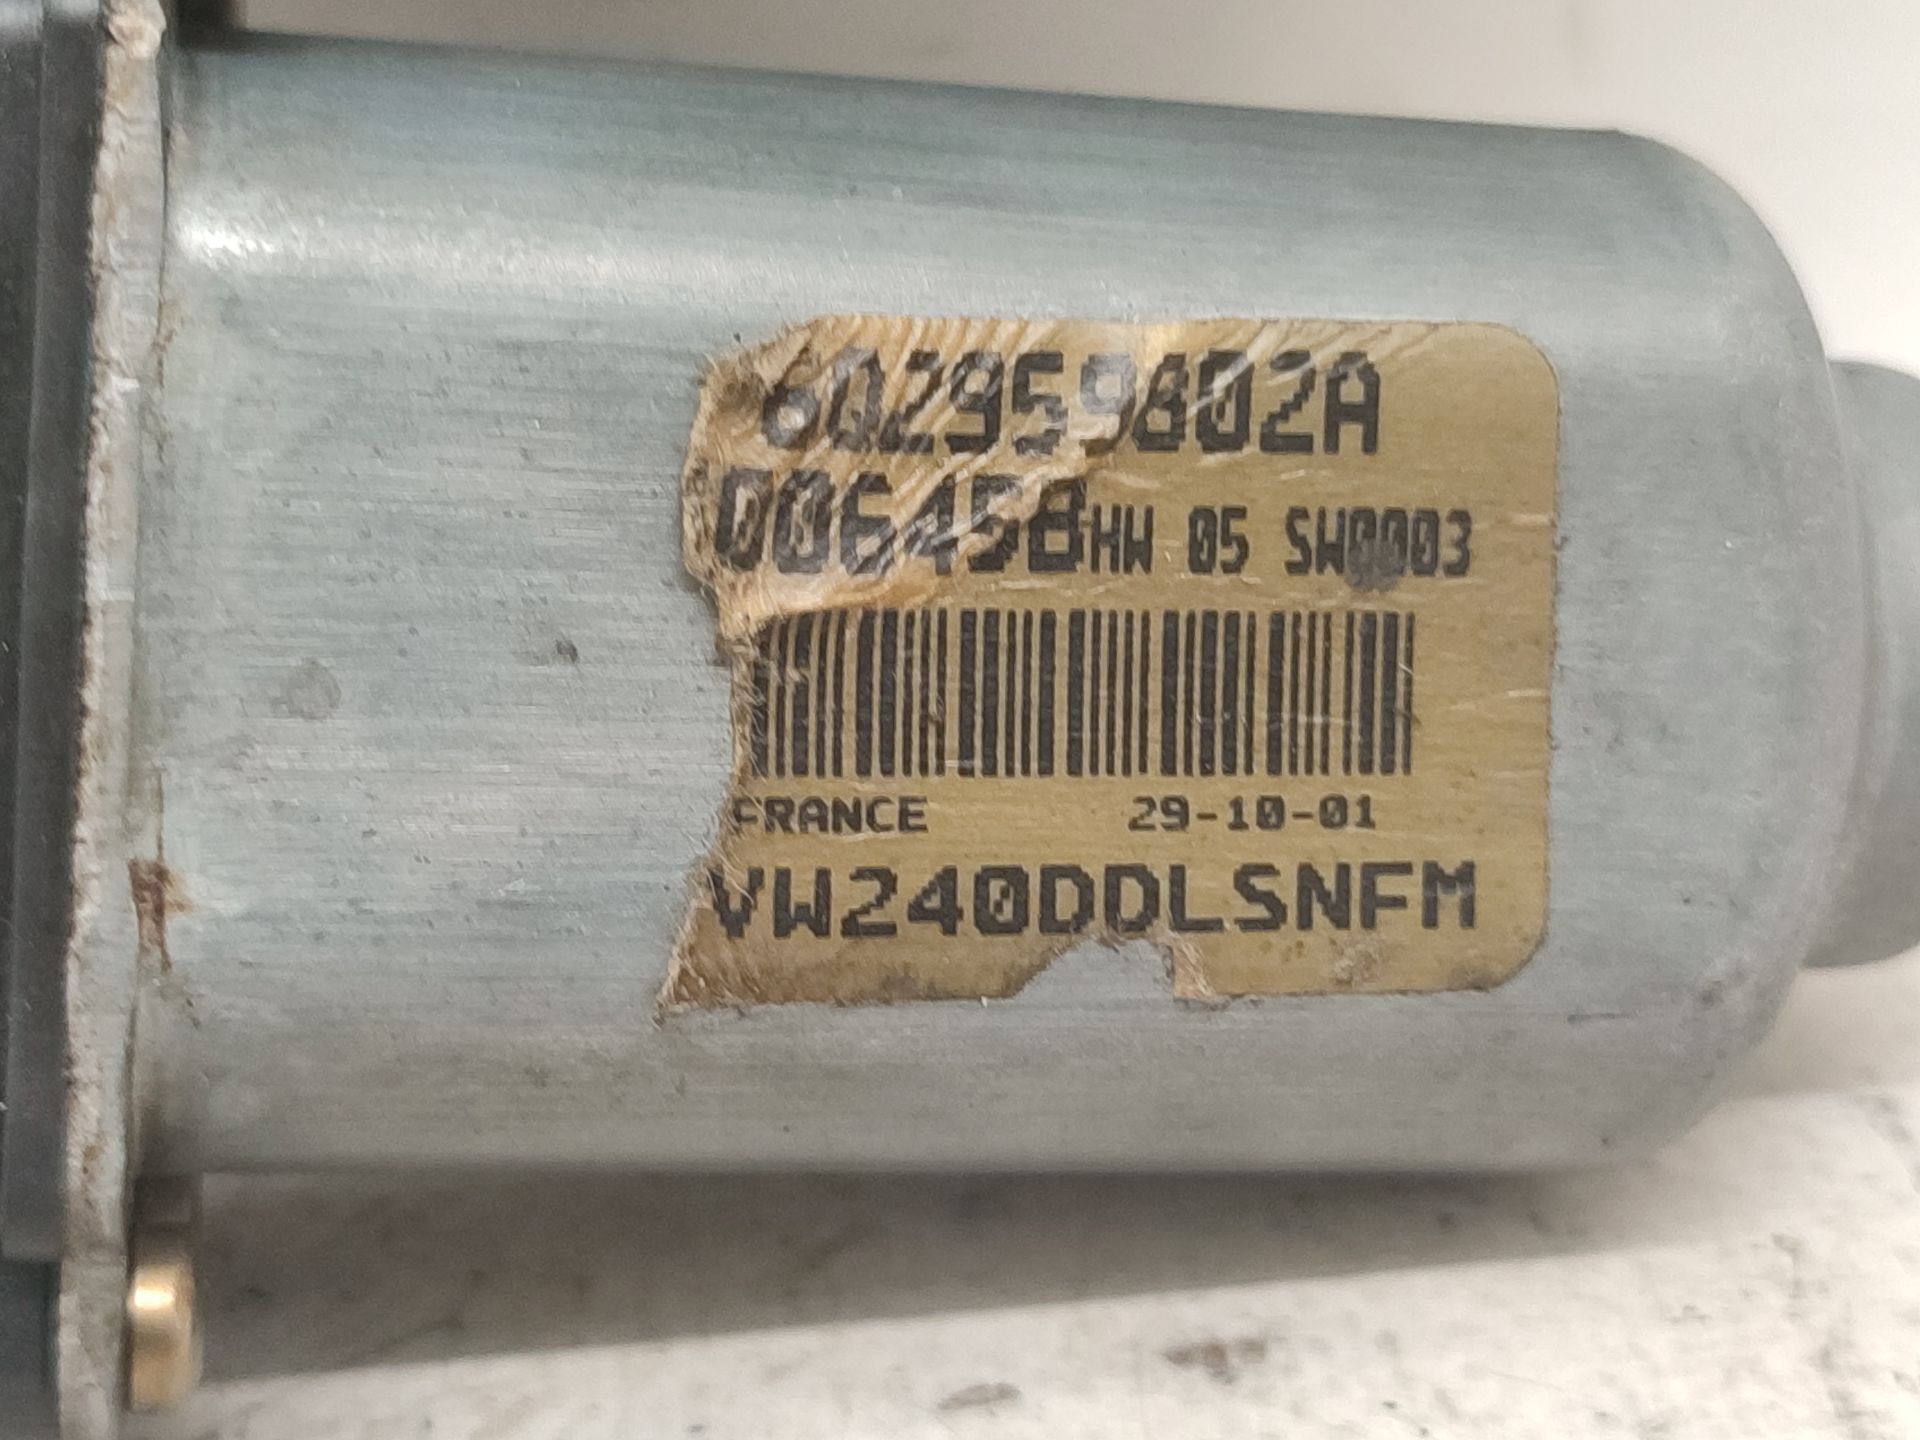 6Q2959802A
006458 HW 05 SW0003
FRANCE 29-10-01
VW240DDLSNFM